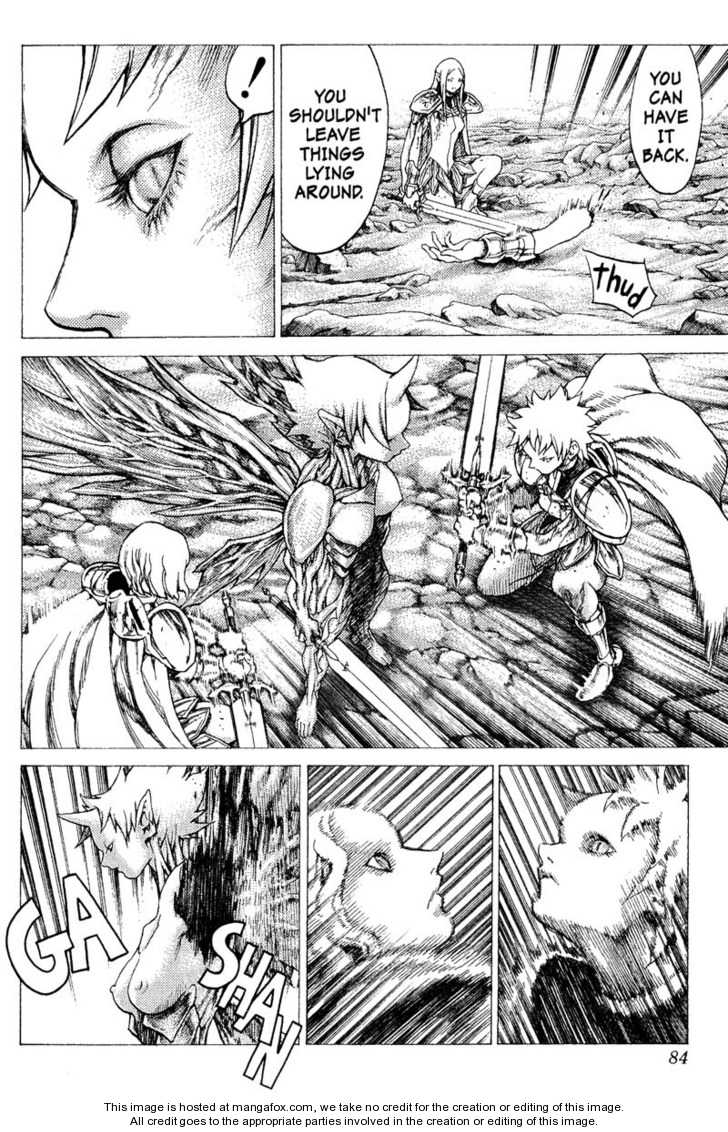 YOU
CAN
HAVE
IT
BACK.
YOU
SHOULDN'T
LEAVE
THINGS
LYING
AROUND.
thud
!
GA
SHAN
84
This image is hosted at mangafox.com, we take no credit for the creation or editing of this image.
All credit goes to the appropriate parties involved in the creation or editing of this image.